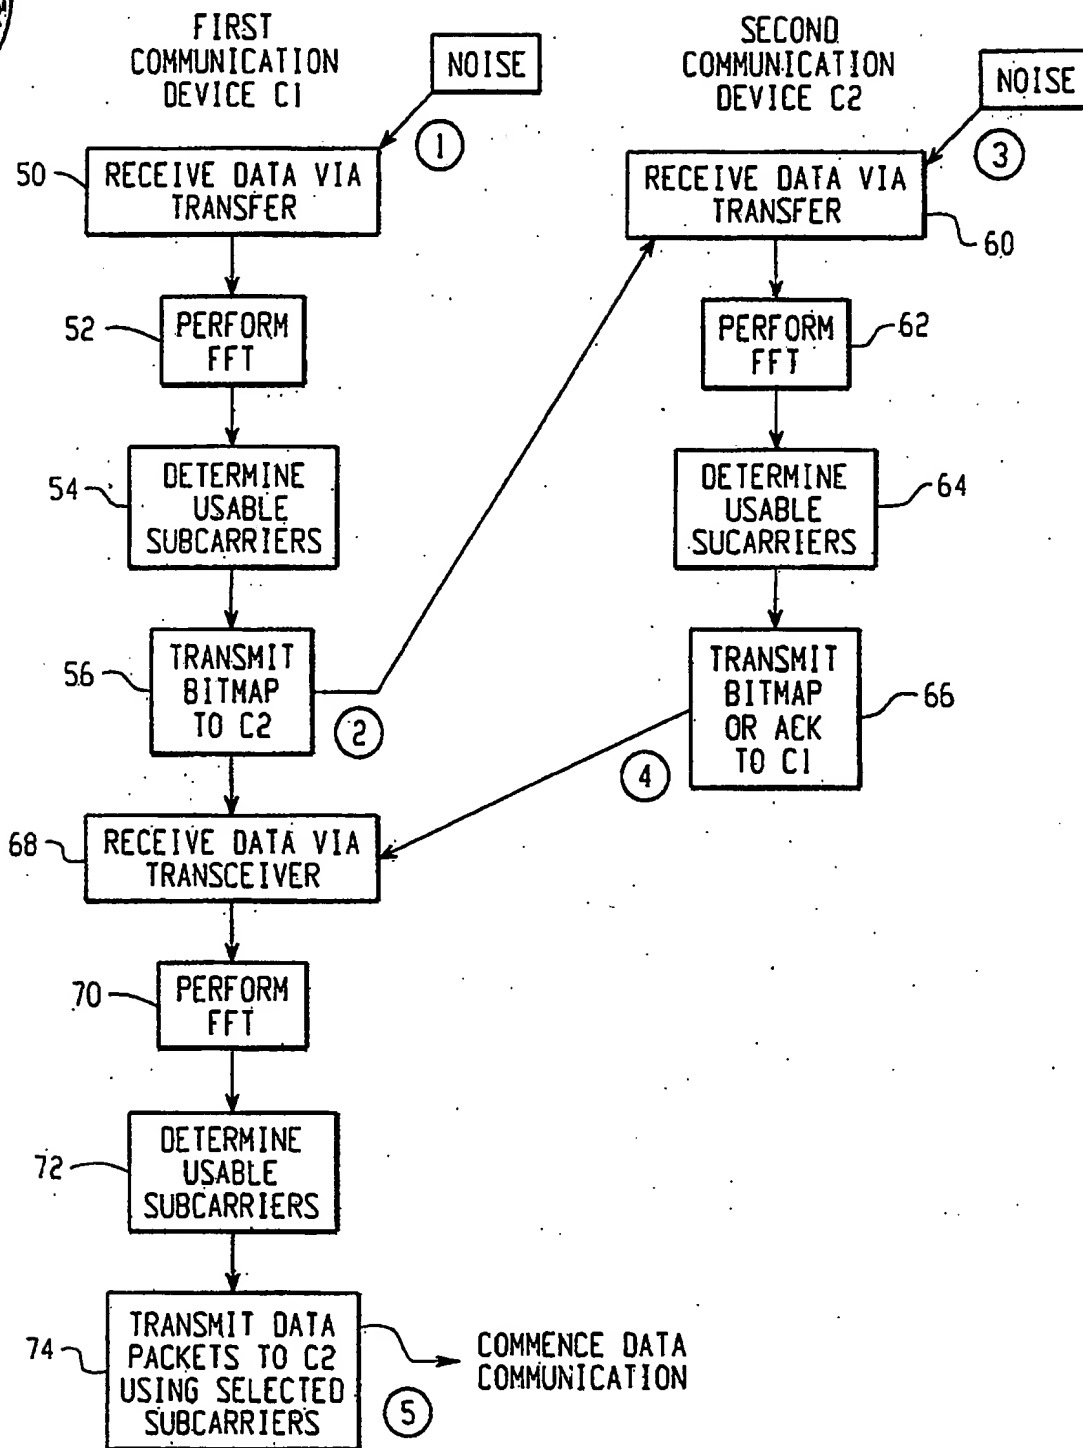 FIRST
COMMUNICATION
DEVICE C1
NOISE
1
50
RECEIVE DATA VIA
TRANSFER
52
PERFORM
FFT
54
DETERMINE
USABLE
SUBCARRIERS
56
TRANSMIT
BITMAP
TO C2
2
68
RECEIVE DATA VIA
TRANSCEIVER
70
PERFORM
FFT
72
DETERMINE
USABLE
SUBCARRIERS
74
TRANSMIT DATA
PACKETS TO C2
USING SELECTED
SUBCARRIERS
5
COMMENCE DATA
COMMUNICATION
SECOND
COMMUNICATION
DEVICE C2
NOISE
3
RECEIVE DATA VIA
TRANSFER
60
PERFORM
FFT
62
DETERMINE
USABLE
SUCARRIERS
64
TRANSMIT
BITMAP
OR ACK
TO C1
66
4